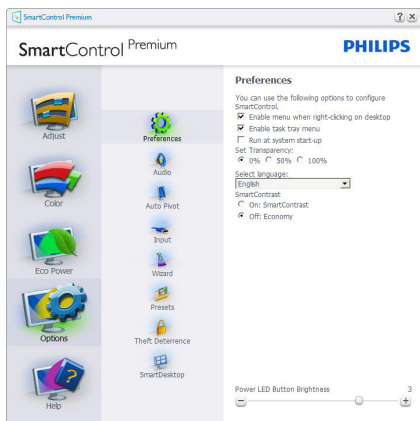 SmartControl Premium
? ×
SmartControl Premium
PHILIPS
Adjust
Color
Eco Power
Options
Help
Preferences
Audio
Auto Pivot
Input
Wizard
Presets
Theft Deterrence
SmartDesktop
Preferences
You can use the following options to configure
SmartControl.
Enable menu when right-clicking on desktop
Enable task tray menu
Run at system start-up
Set Transparency:
0% 50% 100%
Select language:
English
SmartContrast
On: SmartContrast
Off: Economy
Power LED Button Brightness 3